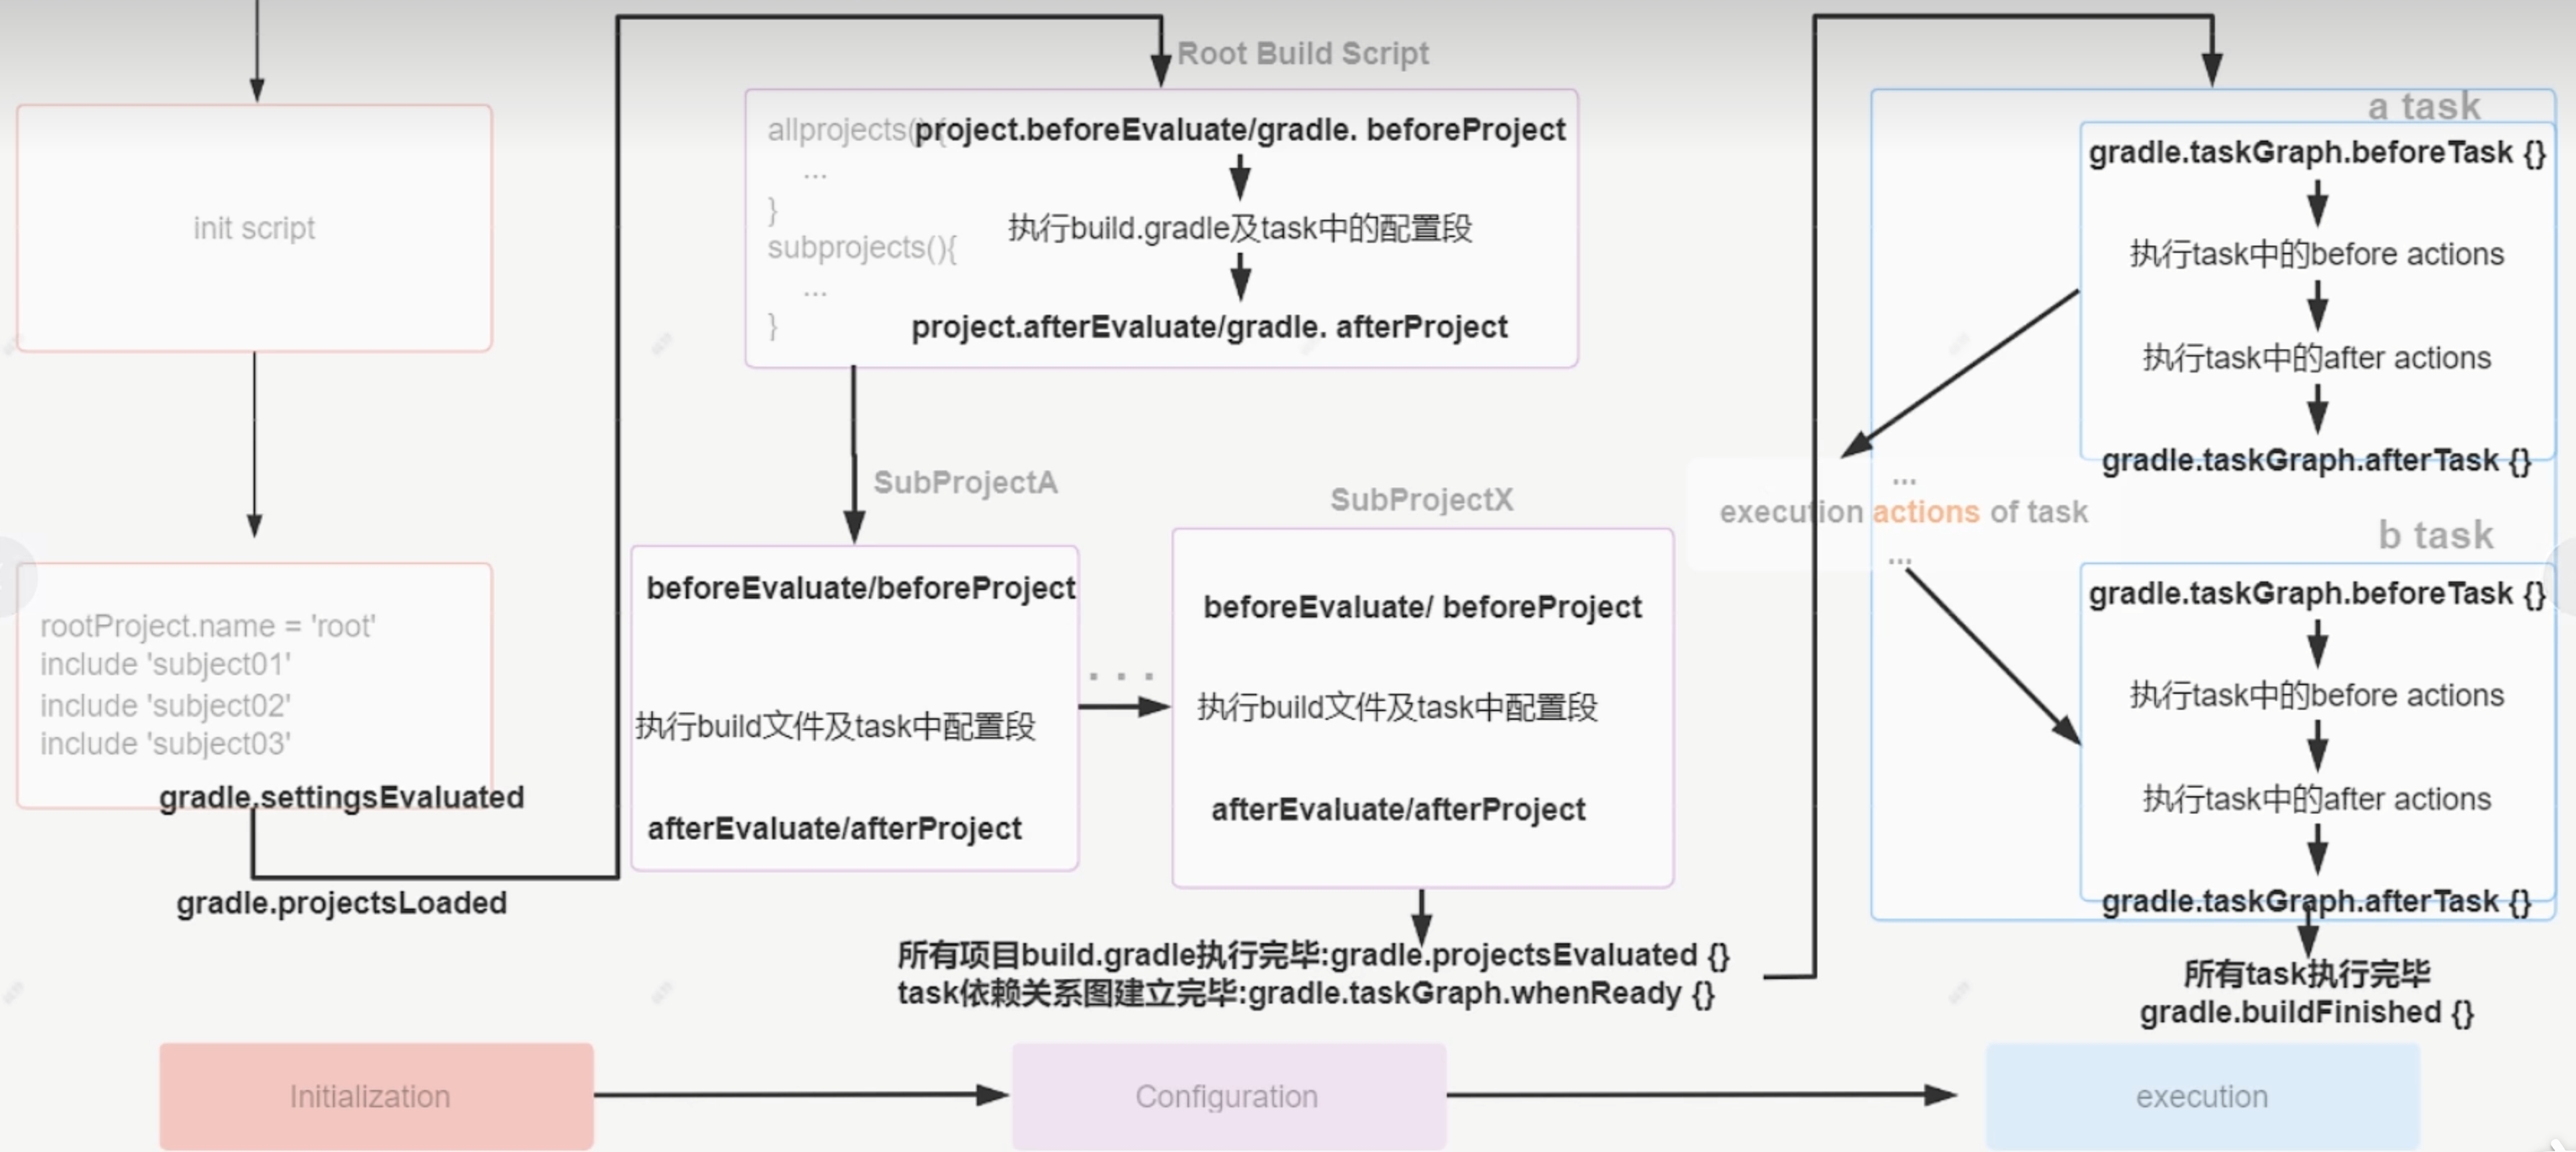 init script
rootProject.name = 'root'
include 'subject01'
include 'subject02'
include 'subject03'
gradle.settingsEvaluated
gradle.projectsLoaded
Root Build Script
allprojects(){
...
}
subprojects(){
...
}
project.beforeEvaluate/gradle. beforeProject
执行build.gradle及task中的配置段
project.afterEvaluate/gradle. afterProject
SubProjectA
beforeEvaluate/beforeProject
执行build文件及task中配置段
afterEvaluate/afterProject
. . .
SubProjectX
beforeEvaluate/ beforeProject
执行build文件及task中配置段
afterEvaluate/afterProject
所有项目build.gradle执行完毕:gradle.projectsEvaluated {}
task依赖关系图建立完毕:gradle.taskGraph.whenReady {}
a task
gradle.taskGraph.beforeTask {}
执行task中的before actions
执行task中的after actions
gradle.taskGraph.afterTask {}
...
execution actions of task
...
b task
gradle.taskGraph.beforeTask {}
执行task中的before actions
执行task中的after actions
gradle.taskGraph.afterTask {}
所有task执行完毕
gradle.buildFinished {}
Initialization
Configuration
execution